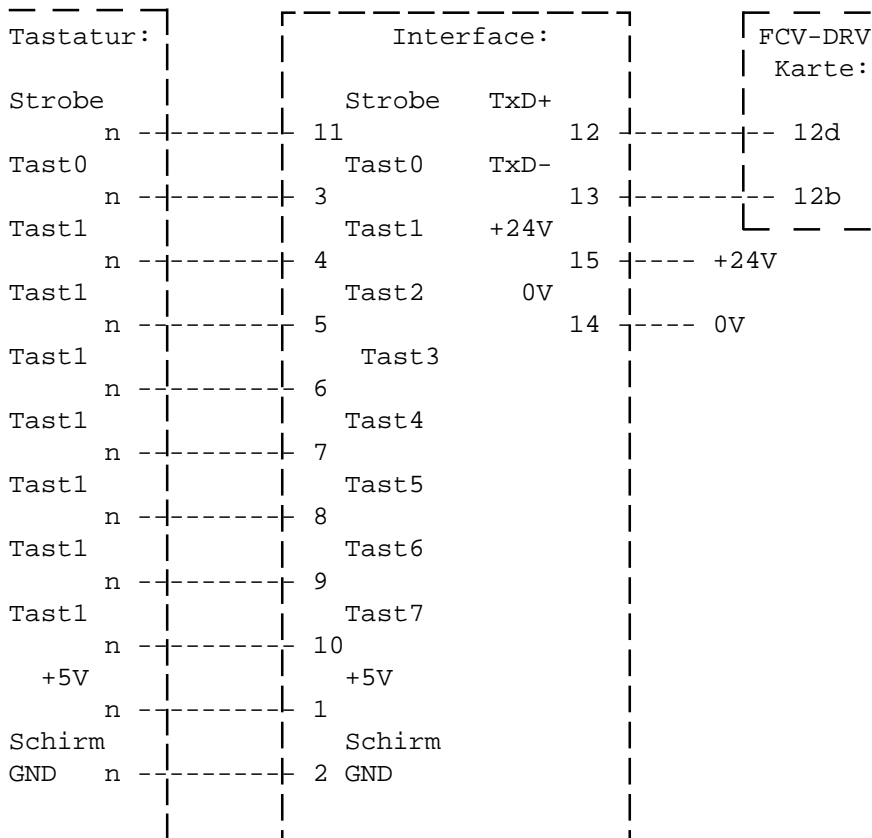 Tastatur: Interface: FCV-DRV
Karte:
Strobe Strobe TxD+
n 11 12 12d
Tast0 Tast0 TxD-
n 3 13 12b
Tast1 Tast1 +24V
n 4 15 +24V
Tast1 Tast2 0V
n 5 14 0V
Tast1 Tast3
n 6
Tast1 Tast4
n 7
Tast1 Tast5
n 8
Tast1 Tast6
n 9
Tast1 Tast7
n 10
+5V +5V
n 1
Schirm Schirm
GND n 2 GND